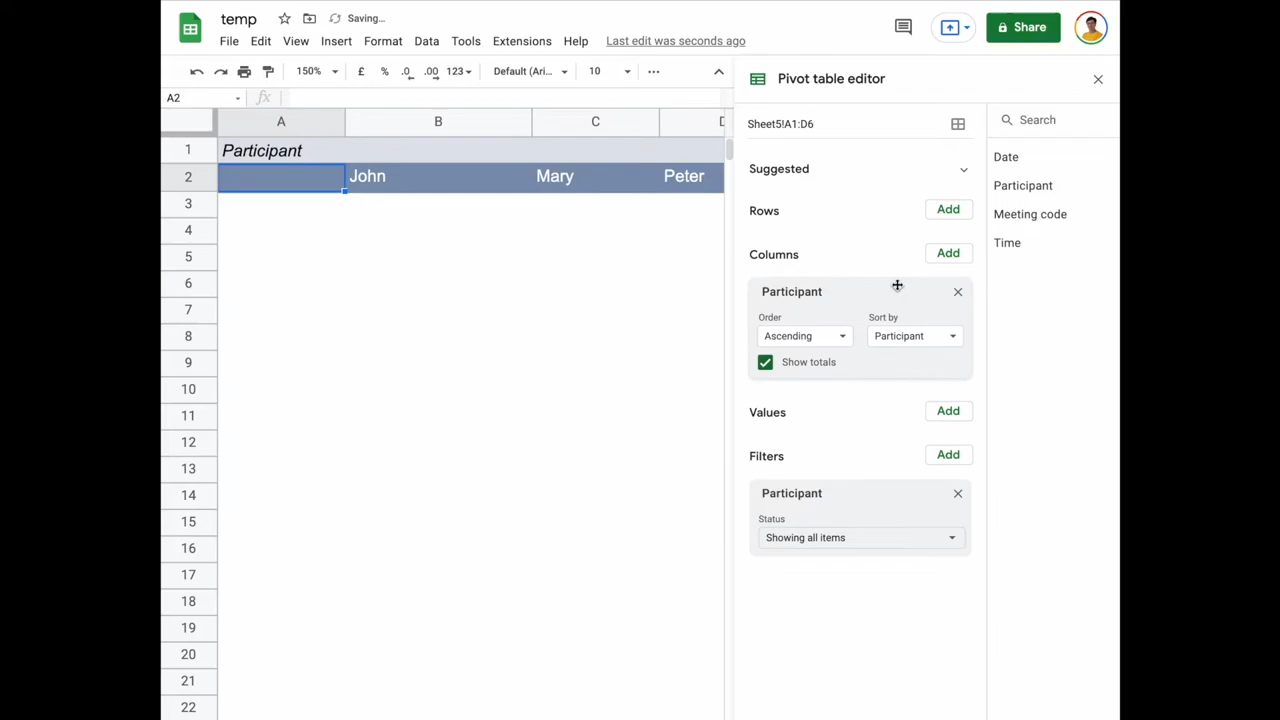 temp Saving... Share
File Edit View Insert Format Data Tools Extensions Help Last edit was seconds ago
150% £ % .0 .00 123 Default (Ari... 10
A2 fx
A B C
1 Participant
2 John Mary Peter
3
4
5
6
7
8
9
10
11
12
13
14
15
16
17
18
19
20
21
22
Pivot table editor
Sheet5!A1:D6
Suggested
Rows Add
Columns Add
Participant
Order Sort by
Ascending Participant
Show totals
Values Add
Filters Add
Participant
Status
Showing all items
Search
Date
Participant
Meeting code
Time